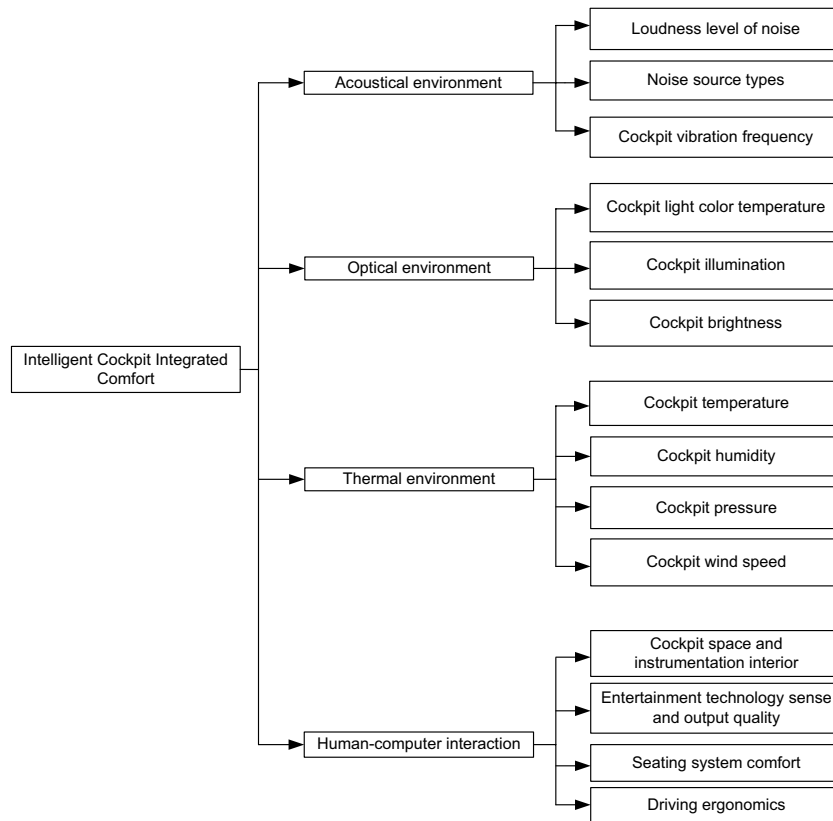 Intelligent Cockpit Integrated
Comfort
Acoustical environment
Loudness level of noise
Noise source types
Cockpit vibration frequency
Optical environment
Cockpit light color temperature
Cockpit illumination
Cockpit brightness
Thermal environment
Cockpit temperature
Cockpit humidity
Cockpit pressure
Cockpit wind speed
Human-computer interaction
Cockpit space and
instrumentation interior
Entertainment technology sense
and output quality
Seating system comfort
Driving ergonomics